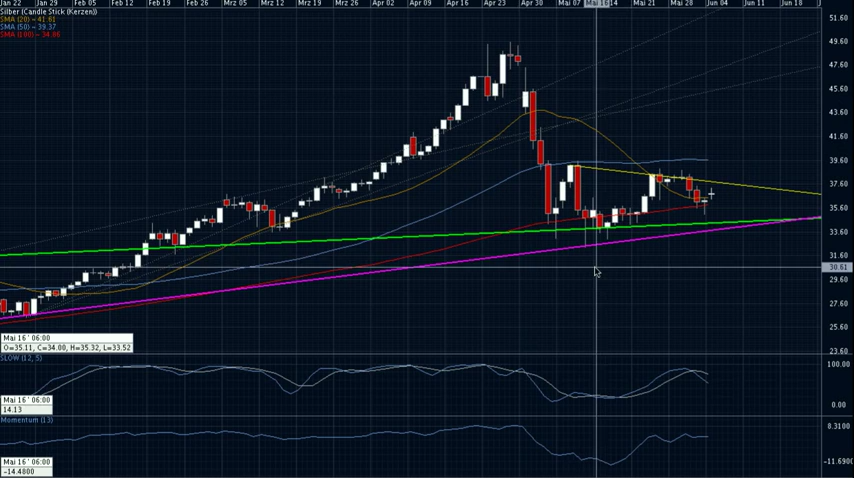 Jan 22 Jan 29 Feb 05 Feb 12 Feb 19 Feb 26 Mrz 05 Mrz 12 Mrz 19 Mrz 26 Apr 02 Apr 09 Apr 16 Apr 23 Apr 30 Mai 07 Mai 16 14 Mai 21 Mai 28 Jun 04 Jun 11 Jun 18
Silber (Candle Stick (Kerzen))
SMA (20) - 41.61
SMA (50) - 39.37
SMA (100) - 34.86
51.60
49.60
47.60
45.60
43.60
41.60
39.60
37.60
35.60
33.60
31.60
30.61
29.60
27.60
25.60
23.60
Mai 16 ' 06:00
O=35.11, C=34.00, H=35.32, L=33.52
SLOW (12, 5)
100.00
0.00
Mai 16 ' 06:00
14.13
Momentum (13)
8.3100
-11.6900
Mai 16 ' 06:00
-14.4800